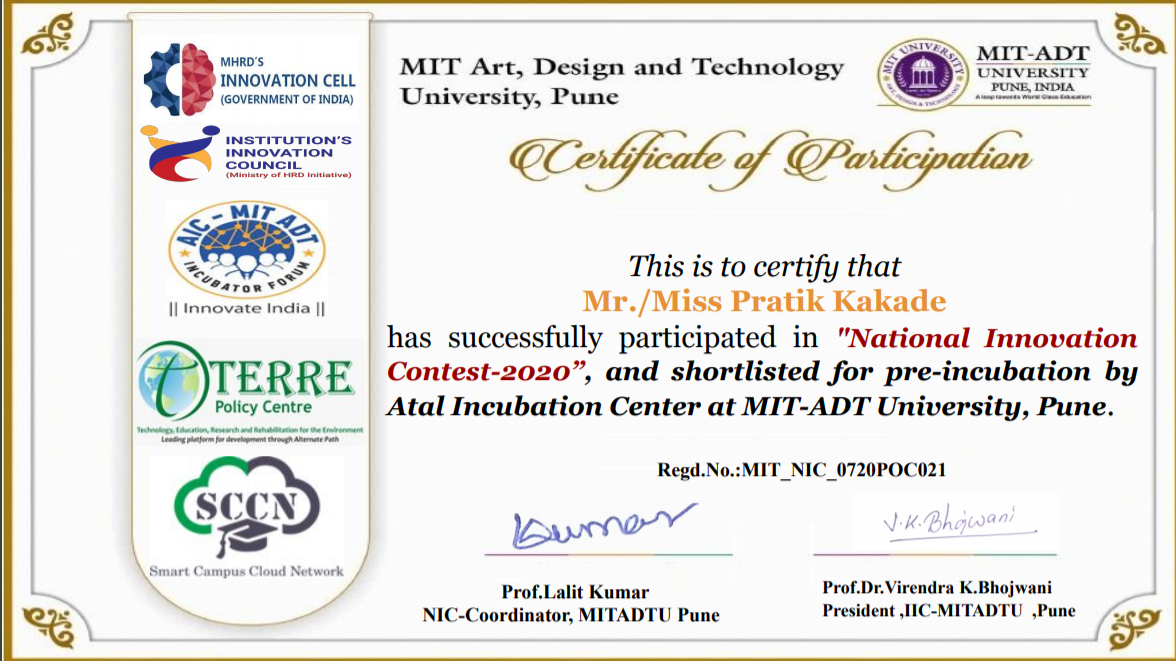 MHRD'S
INNOVATION CELL
(GOVERNMENT OF INDIA)
INSTITUTION'S
INNOVATION
COUNCIL
(Ministry of HRD Initiative)
AIC - MIT ADT
INCUBATOR FORUM
|| Innovate India ||
TERRE
Policy Centre
Technology, Education, Research and Rehabilitation for the Environment
Leading platform for development through Alternate Path
SCCN
Smart Campus Cloud Network
MIT Art, Design and Technology
University, Pune
MIT UNIVERSITY
ART, DESIGN & TECHNOLOGY
MIT-ADT
UNIVERSITY
PUNE, INDIA
A leap towards World Class Education
Certificate of Participation
This is to certify that
Mr./Miss Pratik Kakade
has successfully participated in "National Innovation
Contest-2020”, and shortlisted for pre-incubation by
Atal Incubation Center at MIT-ADT University, Pune.
Regd.No.:MIT_NIC_0720POC021
Kumar
V.K.Bhojwani
Prof.Lalit Kumar
NIC-Coordinator, MITADTU Pune
Prof.Dr.Virendra K.Bhojwani
President ,IIC-MITADTU ,Pune